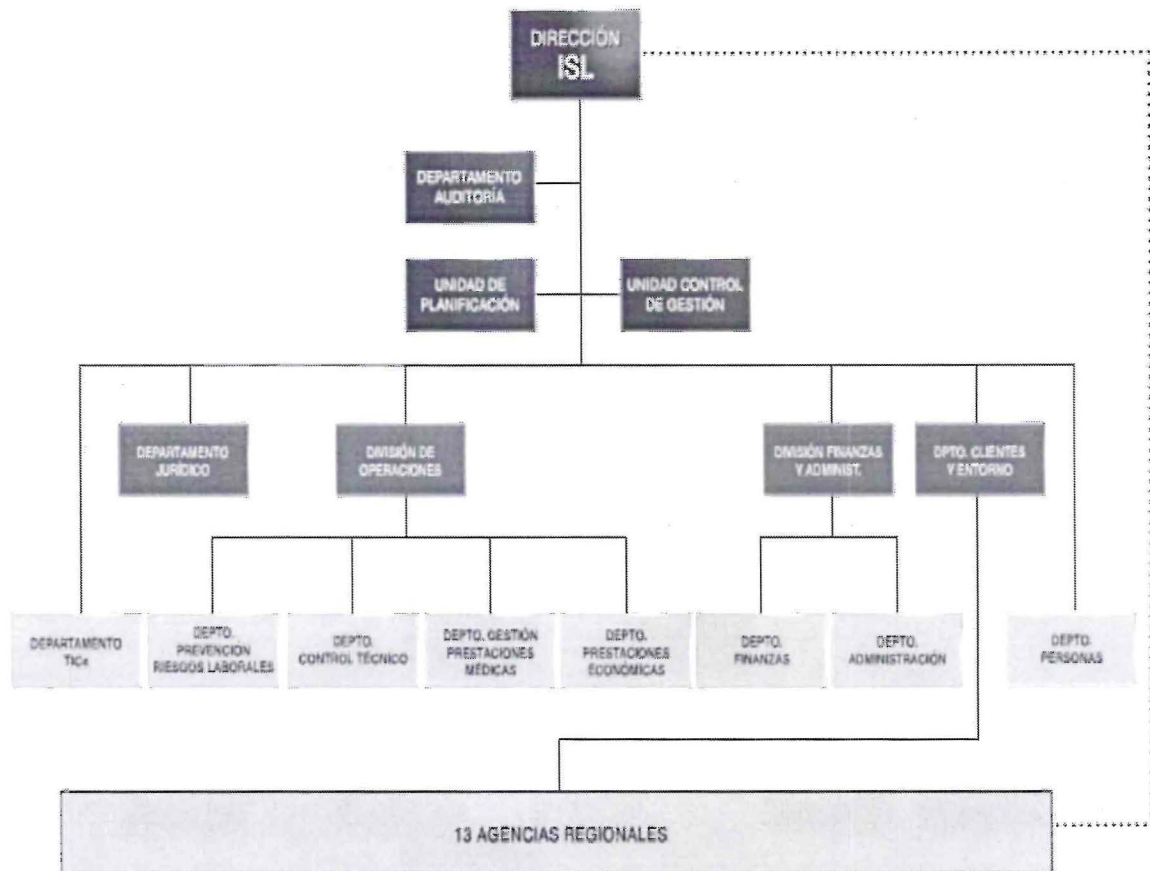 DIRECCIÓN
ISL
DEPARTAMENTO
AUDITORÍA
UNIDAD DE
PLANIFICACIÓN
UNIDAD CONTROL
DE GESTIÓN
DEPARTAMENTO
JURÍDICO
DIVISIÓN DE
OPERACIONES
DIVISIÓN FINANZAS
Y ADMINIST.
DPTO. CLIENTES
Y ENTORNO
DEPARTAMENTO
TICs
DEPTO.
PREVENCIÓN
RIESGOS LABORALES
DEPTO.
CONTROL TÉCNICO
DEPTO. GESTIÓN
PRESTACIONES
MÉDICAS
DEPTO.
PRESTACIONES
ECONÓMICAS
DEPTO.
FINANZAS
DEPTO.
ADMINISTRACIÓN
DEPTO.
PERSONAS
13 AGENCIAS REGIONALES